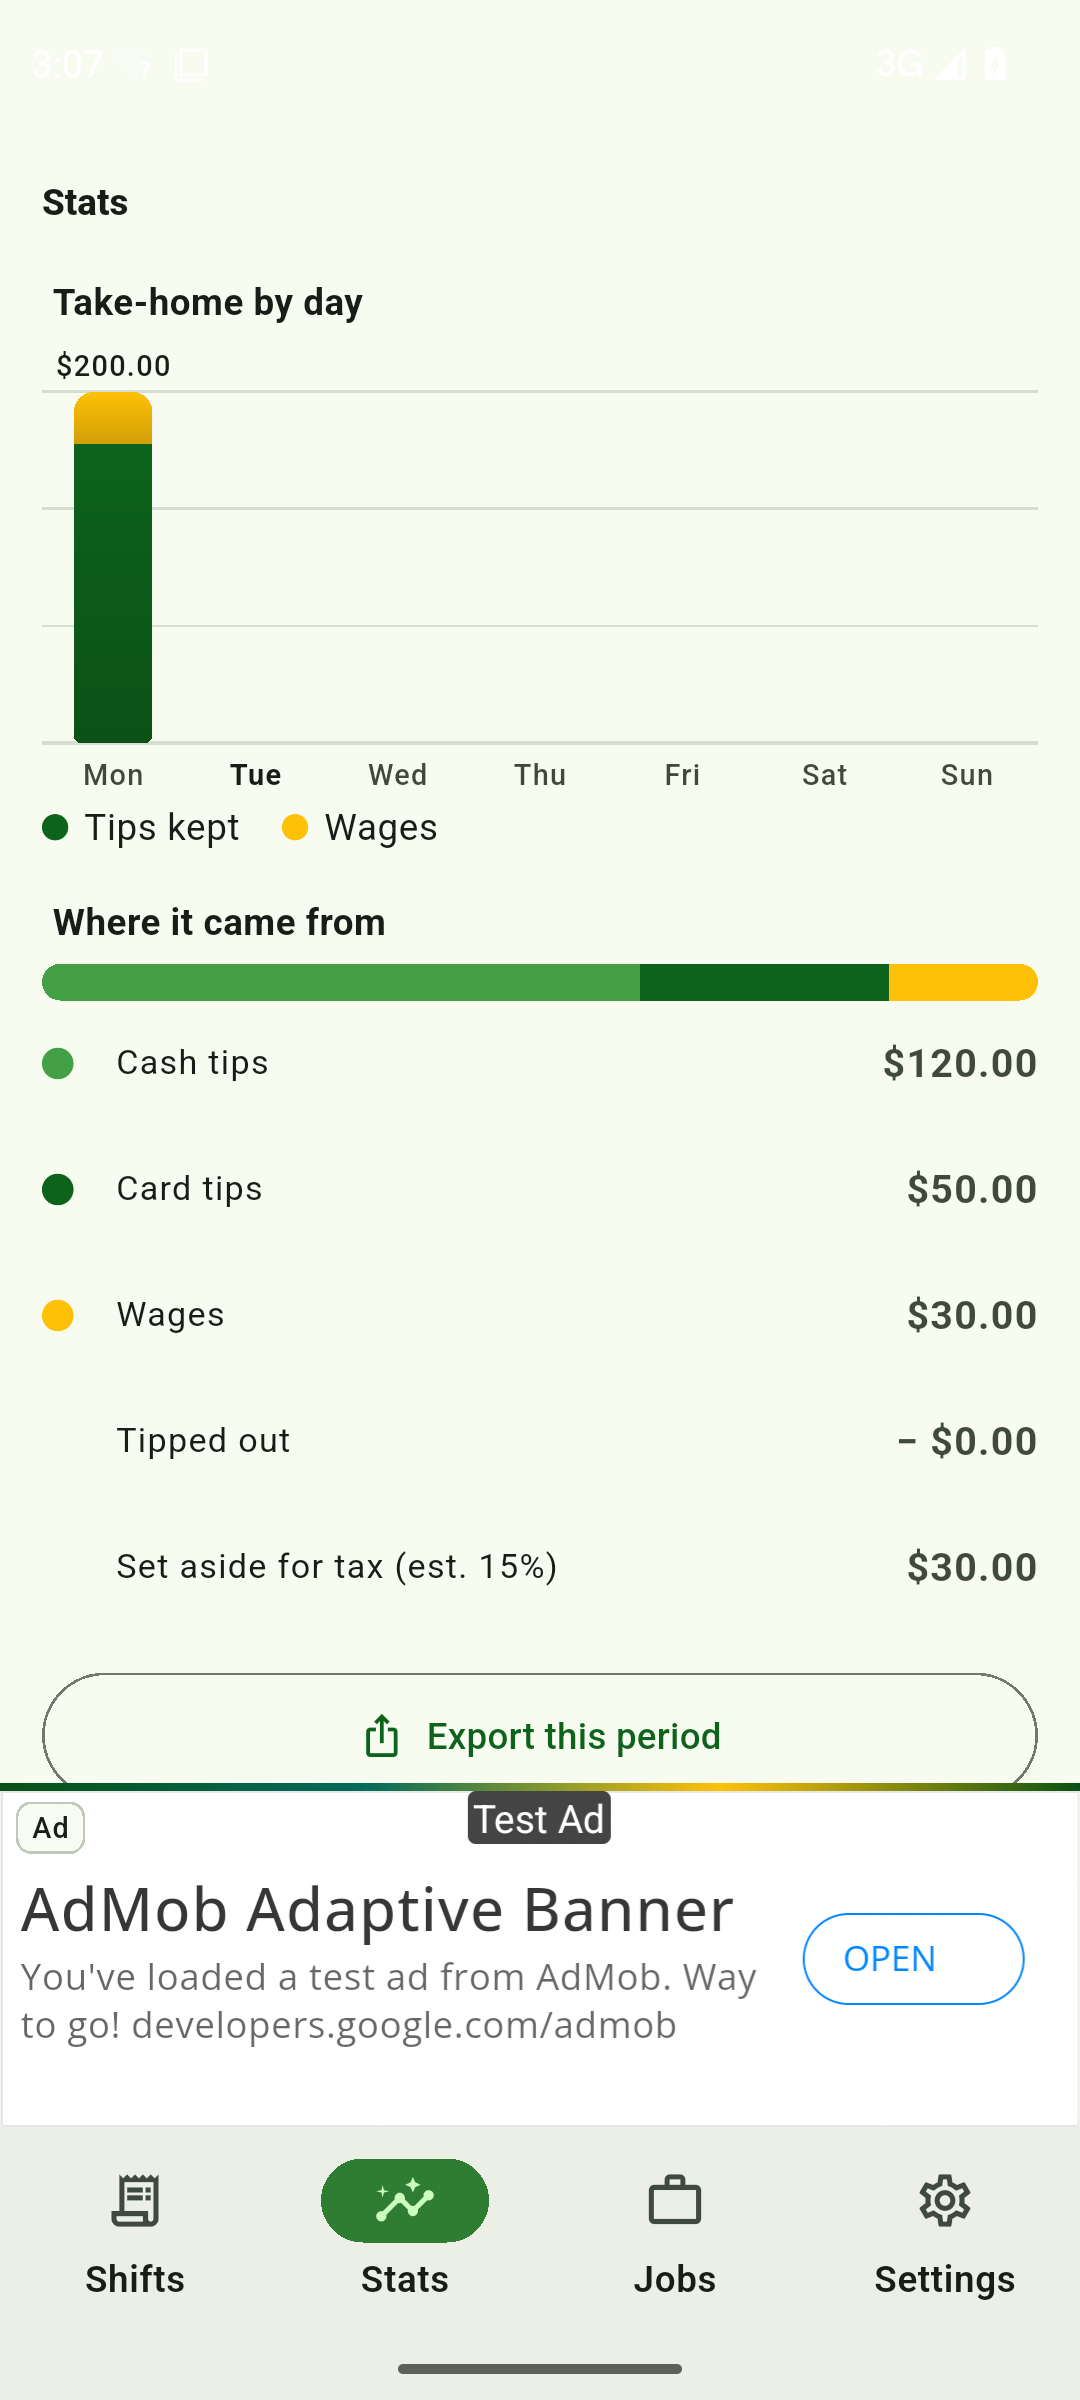 3:07
3G
Stats
Take-home by day
$200.00
Mon Tue Wed Thu Fri Sat Sun
Tips kept Wages
Where it came from
Cash tips $120.00
Card tips $50.00
Wages $30.00
Tipped out − $0.00
Set aside for tax (est. 15%) $30.00
Export this period
Ad
Test Ad
AdMob Adaptive Banner
You've loaded a test ad from AdMob. Way
to go! developers.google.com/admob
OPEN
Shifts Stats Jobs Settings